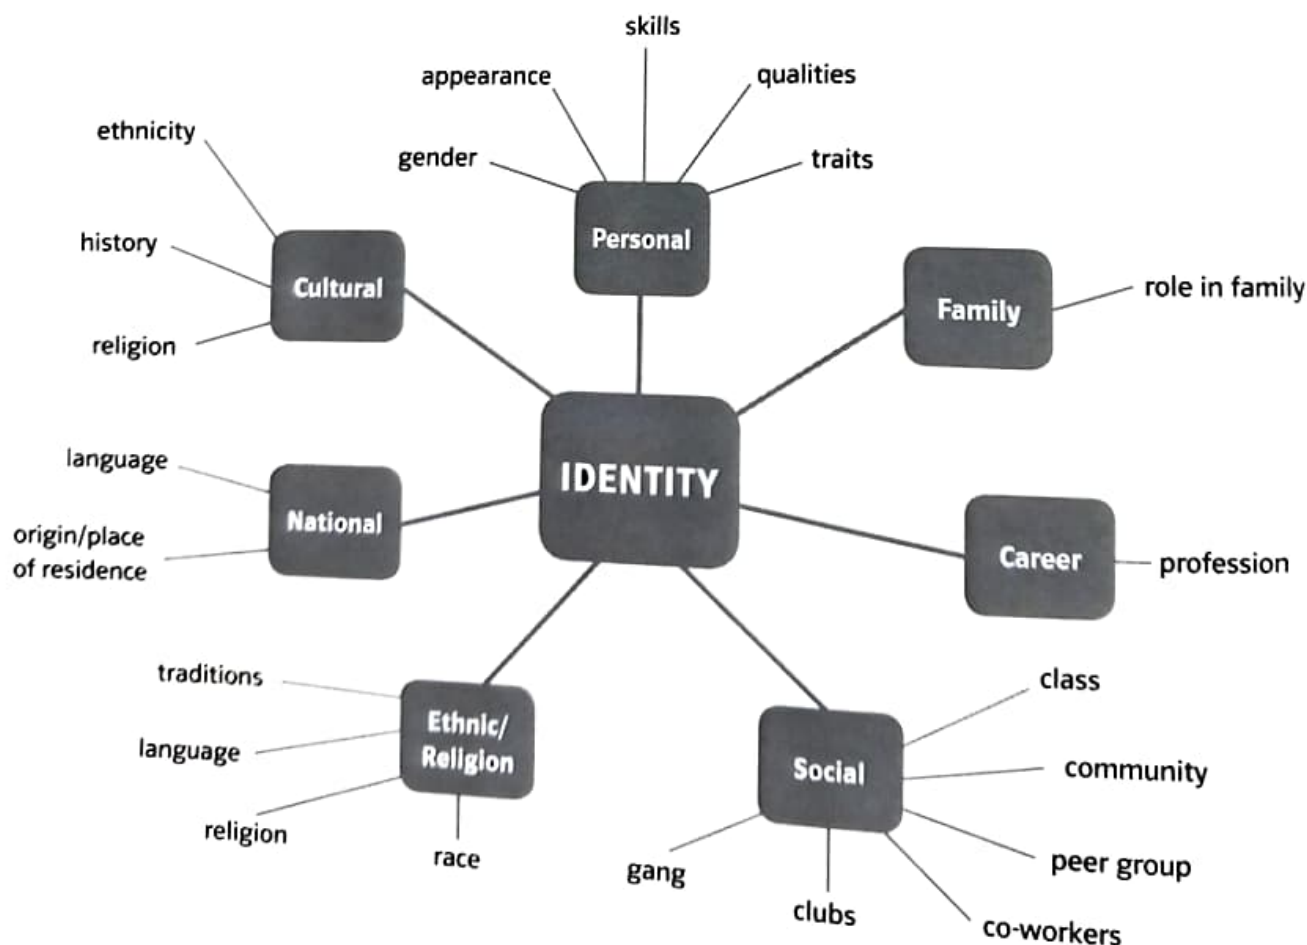 skills
appearance
qualities
ethnicity
gender
traits
Personal
history
Cultural
Family
role in family
religion
IDENTITY
language
National
origin/place
of residence
Career
profession
traditions
Ethnic/
Religion
language
religion
race
class
Social
community
gang
peer group
clubs
co-workers